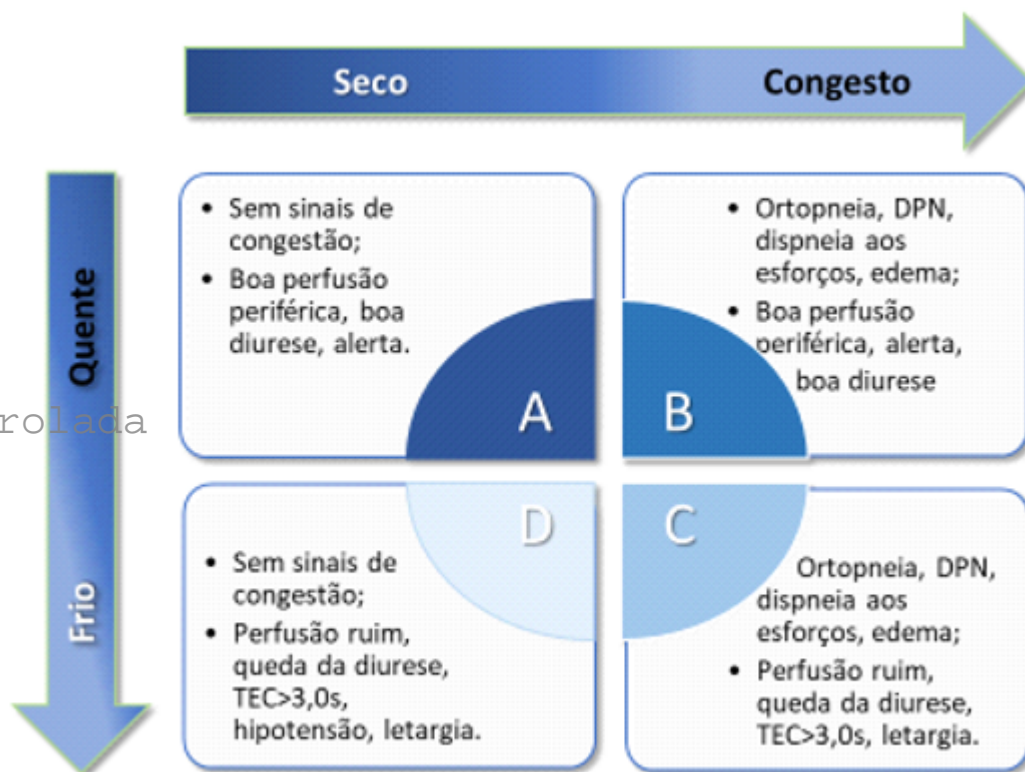 Seco
Congesto
Quente
Frio
• Sem sinais de
congestão;
• Boa perfusão
periférica, boa
diurese, alerta.
A
• Ortopneia, DPN,
dispneia aos
esforços, edema;
• Boa perfusão
periférica, alerta,
boa diurese
B
rolada
• Sem sinais de
congestão;
• Perfusão ruim,
queda da diurese,
TEC>3,0s,
hipotensão, letargia.
D
Ortopneia, DPN,
dispneia aos
esforços, edema;
• Perfusão ruim,
queda da diurese,
TEC>3,0s, letargia.
C